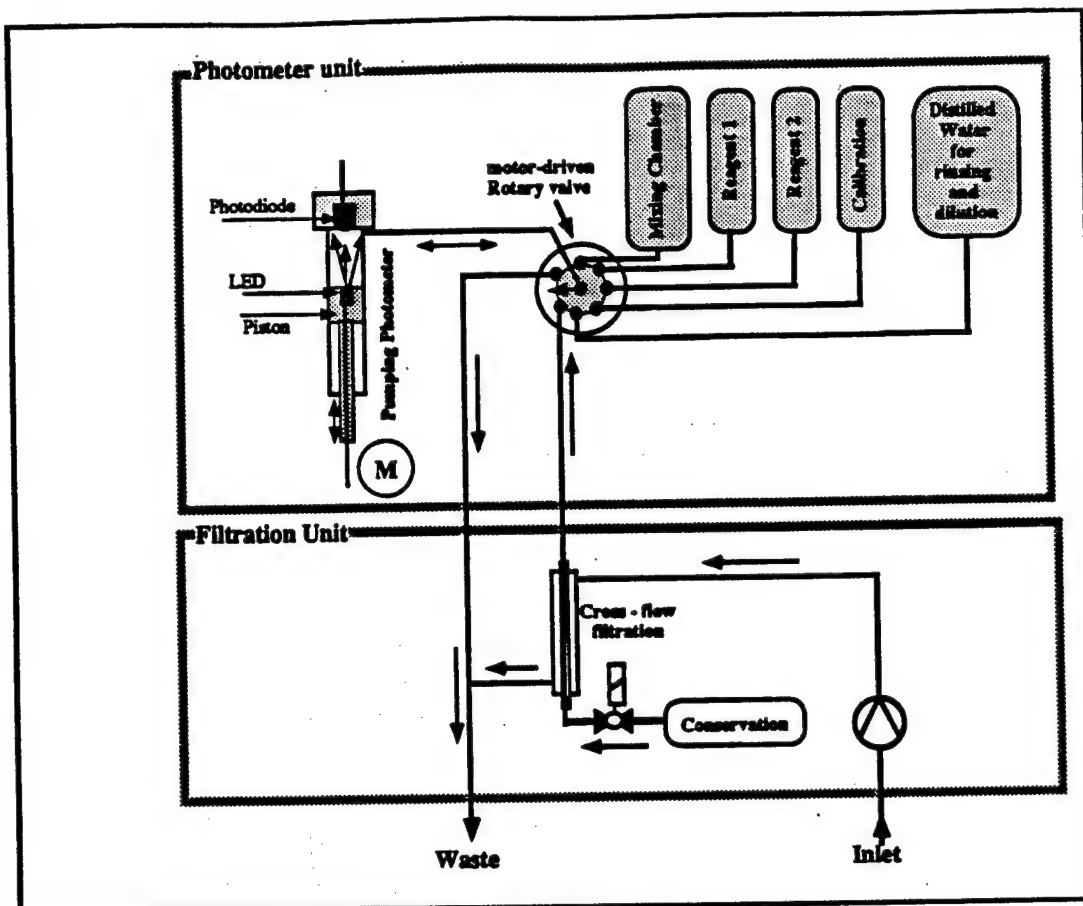 Photometer unit
Photodiode
LED
Piston
Pumping Photometer
M
motor-driven
Rotary valve
Mixing Chamber
Reagent 1
Reagent 2
Calibration
Distilled
Water
for
rinsing
and
dilution
Filtration Unit
Cross - flow
filtration
Conservation
Waste
Inlet